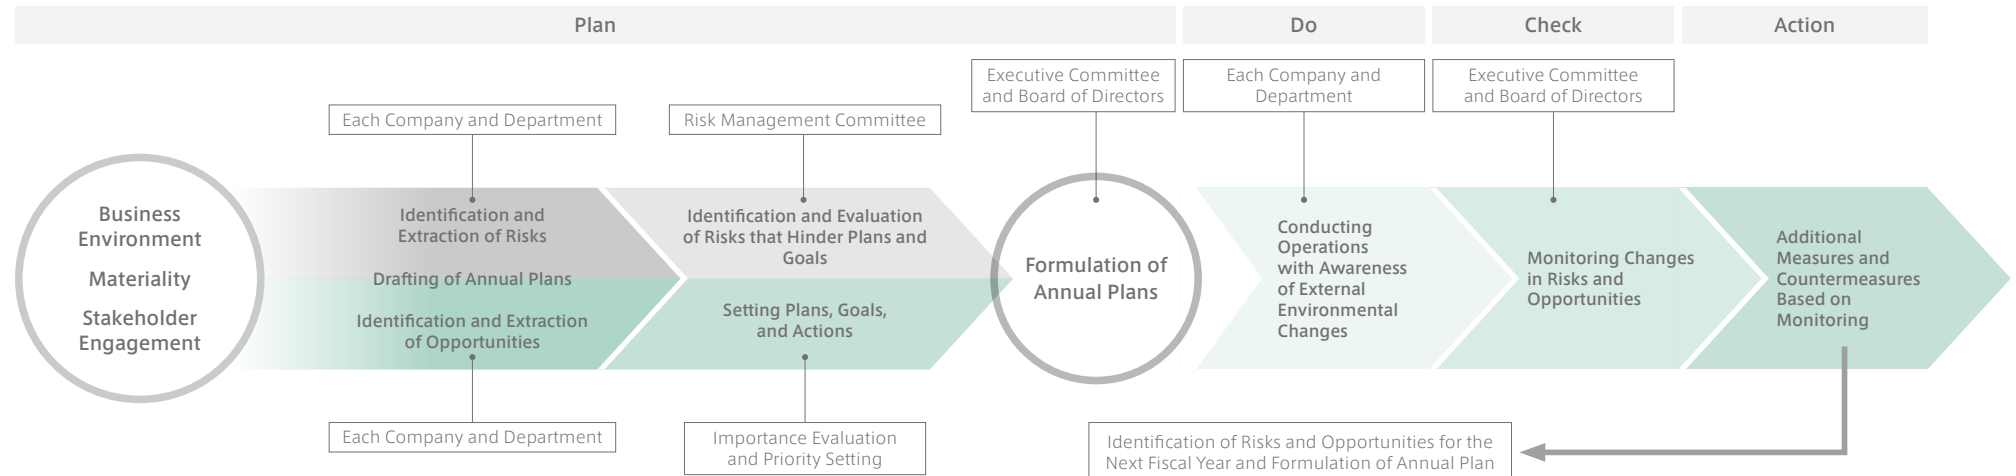 Plan
Do
Check
Action
Executive Committee
and Board of Directors
Each Company and
Department
Executive Committee
and Board of Directors
Each Company and Department
Risk Management Committee
Business
Environment
Materiality
Stakeholder
Engagement
Identification and
Extraction of Risks
Drafting of Annual Plans
Identification and Extraction
of Opportunities
Identification and Evaluation
of Risks that Hinder Plans and
Goals
Setting Plans, Goals,
and Actions
Formulation of
Annual Plans
Conducting
Operations
with Awareness
of External
Environmental
Changes
Monitoring Changes
in Risks and
Opportunities
Additional
Measures and
Countermeasures
Based on
Monitoring
Each Company and Department
Importance Evaluation
and Priority Setting
Identification of Risks and Opportunities for the
Next Fiscal Year and Formulation of Annual Plan